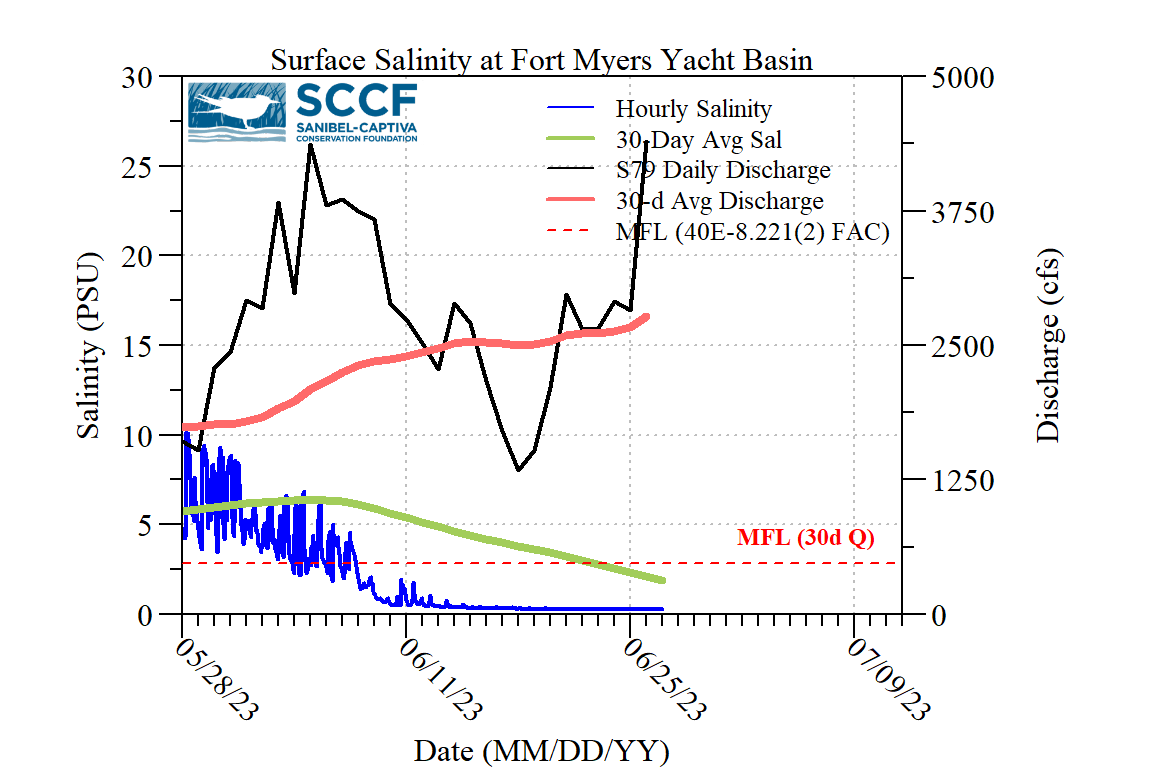 Surface Salinity at Fort Myers Yacht Basin
SCCF
SANIBEL-CAPTIVA
CONSERVATION FOUNDATION
Hourly Salinity
30-Day Avg Sal
S79 Daily Discharge
30-d Avg Discharge
MFL (40E-8.221(2) FAC)
MFL (30d Q)
Salinity (PSU)
30
25
20
15
10
5
0
Discharge (cfs)
5000
3750
2500
1250
0
05/28/23
06/11/23
06/25/23
07/09/23
Date (MM/DD/YY)